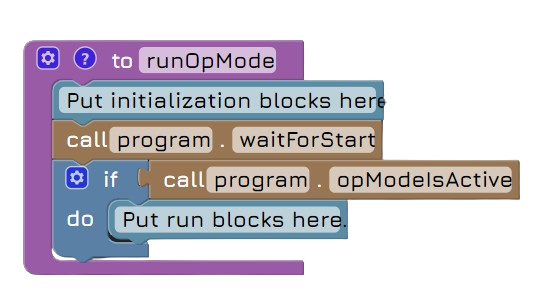 ? to runOpMode
Put initialization blocks here
call program . waitForStart
if call program . opModeIsActive
do Put run blocks here.